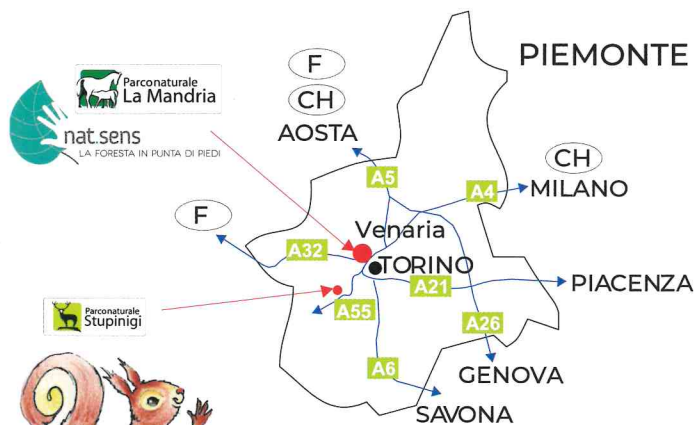 PIEMONTE
F
CH
AOSTA
Parconaturale
La Mandria
nat.sens
LA FORESTA IN PUNTA DI PIEDI
A5
A4
CH
MILANO
F
A32
Venaria
TORINO
A21
PIACENZA
Parconaturale
Stupinigi
A55
A26
A6
GENOVA
SAVONA